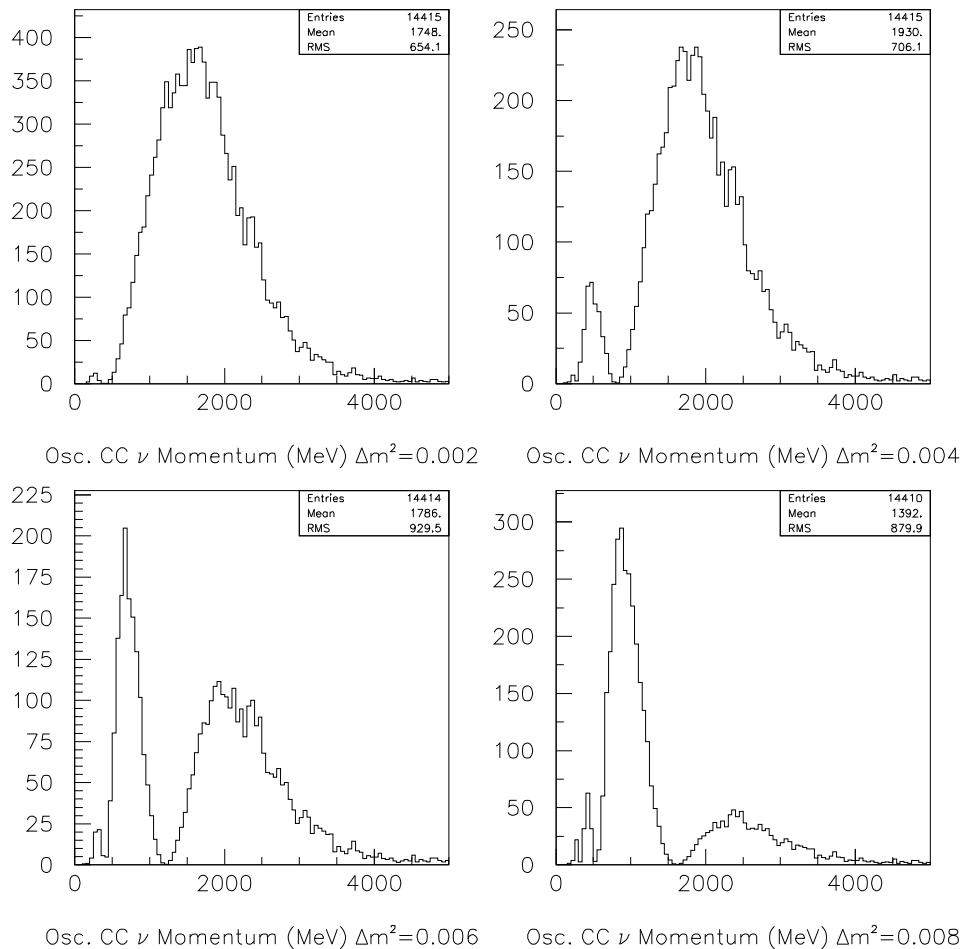 Entries 14415
Mean 1748.
RMS 654.1
400
350
300
250
200
150
100
50
0
0 2000 4000
Osc. CC ν Momentum (MeV) Δm²=0.002
Entries 14415
Mean 1930.
RMS 706.1
250
200
150
100
50
0
0 2000 4000
Osc. CC ν Momentum (MeV) Δm²=0.004
Entries 14414
Mean 1786.
RMS 929.5
225
200
175
150
125
100
75
50
25
0
0 2000 4000
Osc. CC ν Momentum (MeV) Δm²=0.006
Entries 14410
Mean 1392.
RMS 879.9
300
250
200
150
100
50
0
0 2000 4000
Osc. CC ν Momentum (MeV) Δm²=0.008